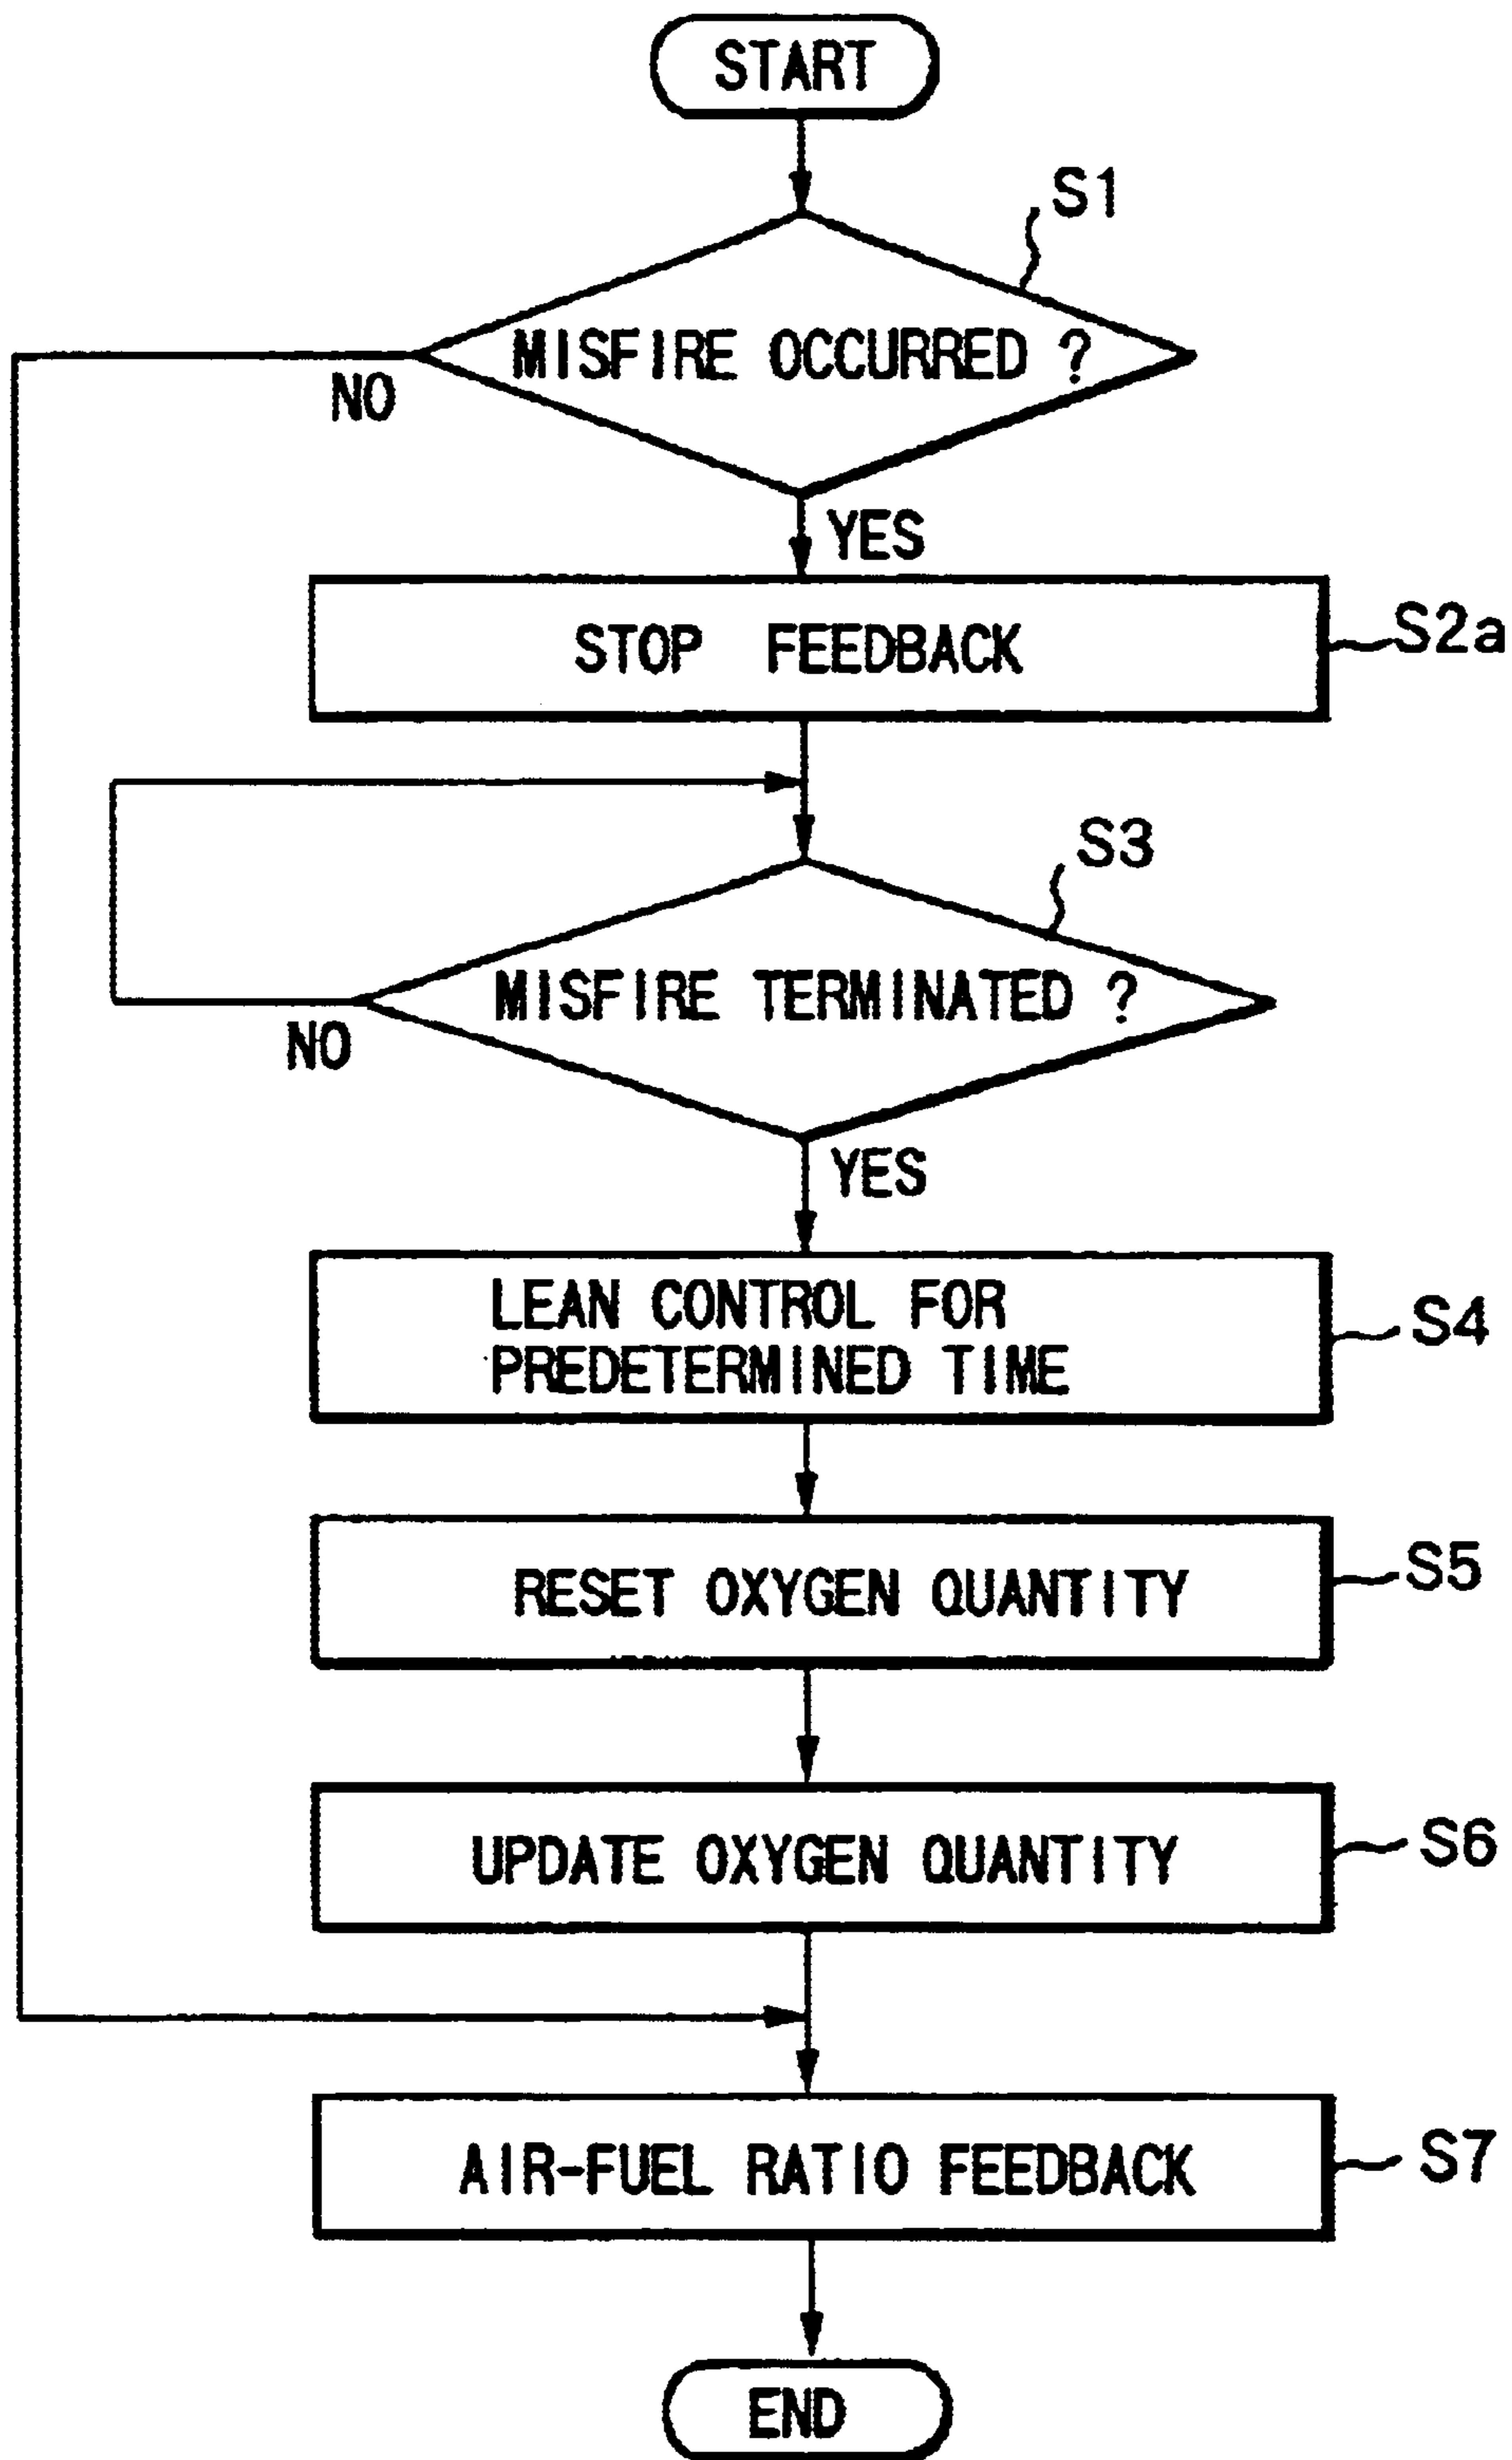 START
S1
MISFIRE OCCURRED ?
NO
YES
STOP FEEDBACK
S2a
S3
MISFIRE TERMINATED ?
NO
YES
LEAN CONTROL FOR
PREDETERMINED TIME
S4
RESET OXYGEN QUANTITY
S5
UPDATE OXYGEN QUANTITY
S6
AIR-FUEL RATIO FEEDBACK
S7
END